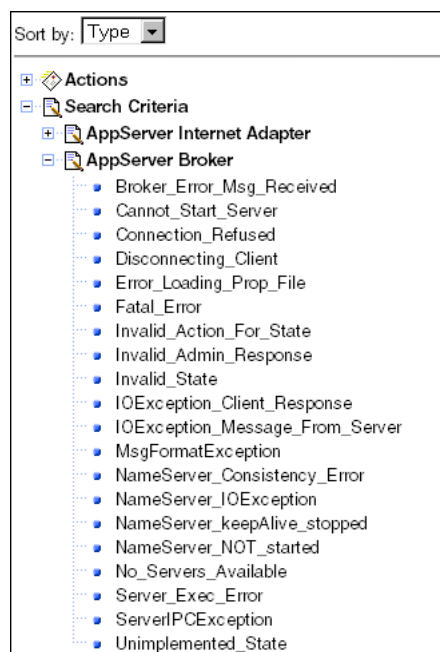 Sort by: Type
Actions
Search Criteria
AppServer Internet Adapter
AppServer Broker
Broker_Error_Msg_Received
Cannot_Start_Server
Connection_Refused
Disconnecting_Client
Error_Loading_Prop_File
Fatal_Error
Invalid_Action_For_State
Invalid_Admin_Response
Invalid_State
IOException_Client_Response
IOException_Message_From_Server
MsgFormatException
NameServer_Consistency_Error
NameServer_IOException
NameServer_keepAlive_stopped
NameServer_NOT_started
No_Servers_Available
Server_Exec_Error
ServerIPCException
Unimplemented_State